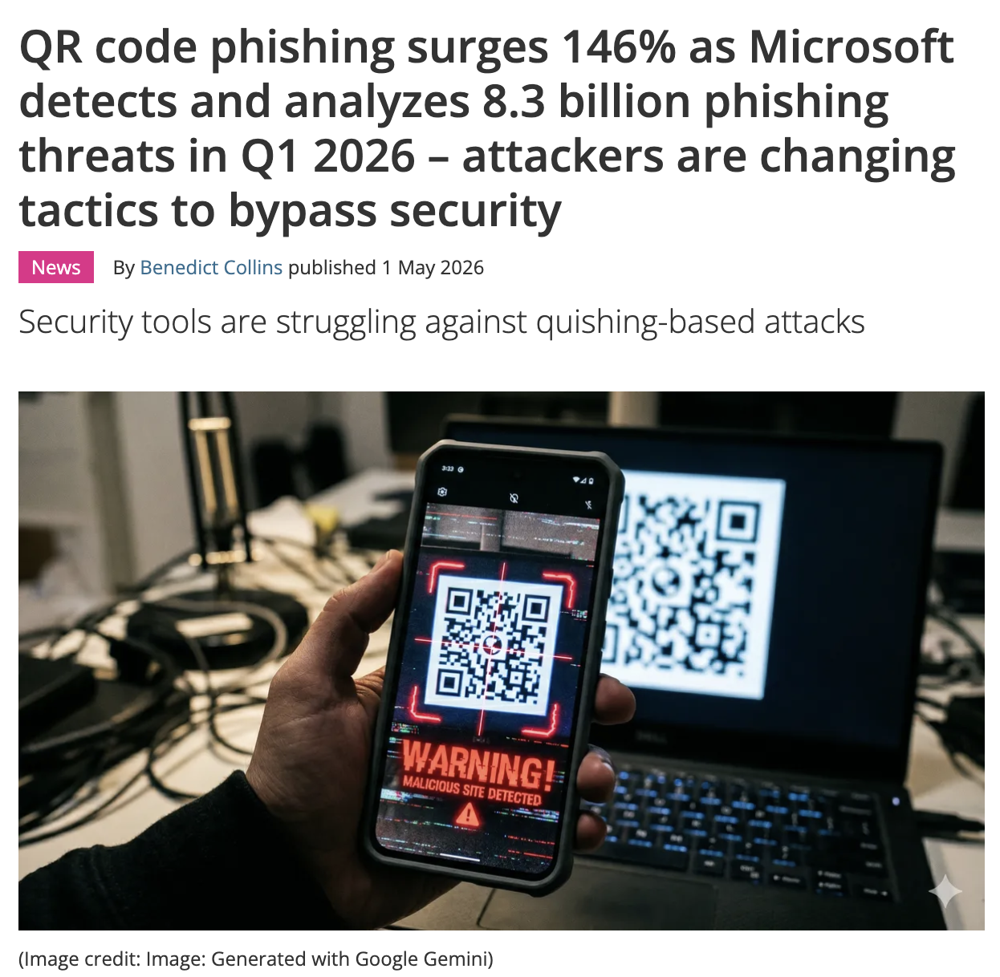 QR code phishing surges 146% as Microsoft
detects and analyzes 8.3 billion phishing
threats in Q1 2026 – attackers are changing
tactics to bypass security
News By Benedict Collins published 1 May 2026
Security tools are struggling against quishing-based attacks
3:33
WARNING!
MALICIOUS SITE DETECTED
DELL
(Image credit: Image: Generated with Google Gemini)